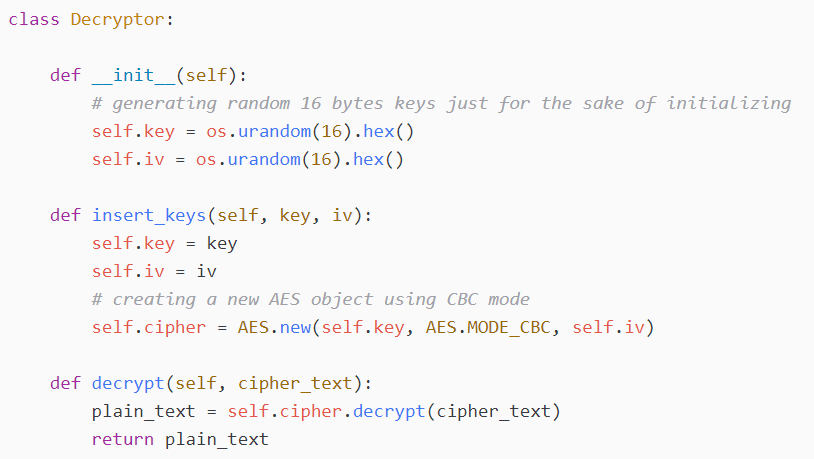 class Decryptor:
    def __init__(self):
        # generating random 16 bytes keys just for the sake of initializing
        self.key = os.urandom(16).hex()
        self.iv = os.urandom(16).hex()
    def insert_keys(self, key, iv):
        self.key = key
        self.iv = iv
        # creating a new AES object using CBC mode
        self.cipher = AES.new(self.key, AES.MODE_CBC, self.iv)
    def decrypt(self, cipher_text):
        plain_text = self.cipher.decrypt(cipher_text)
        return plain_text